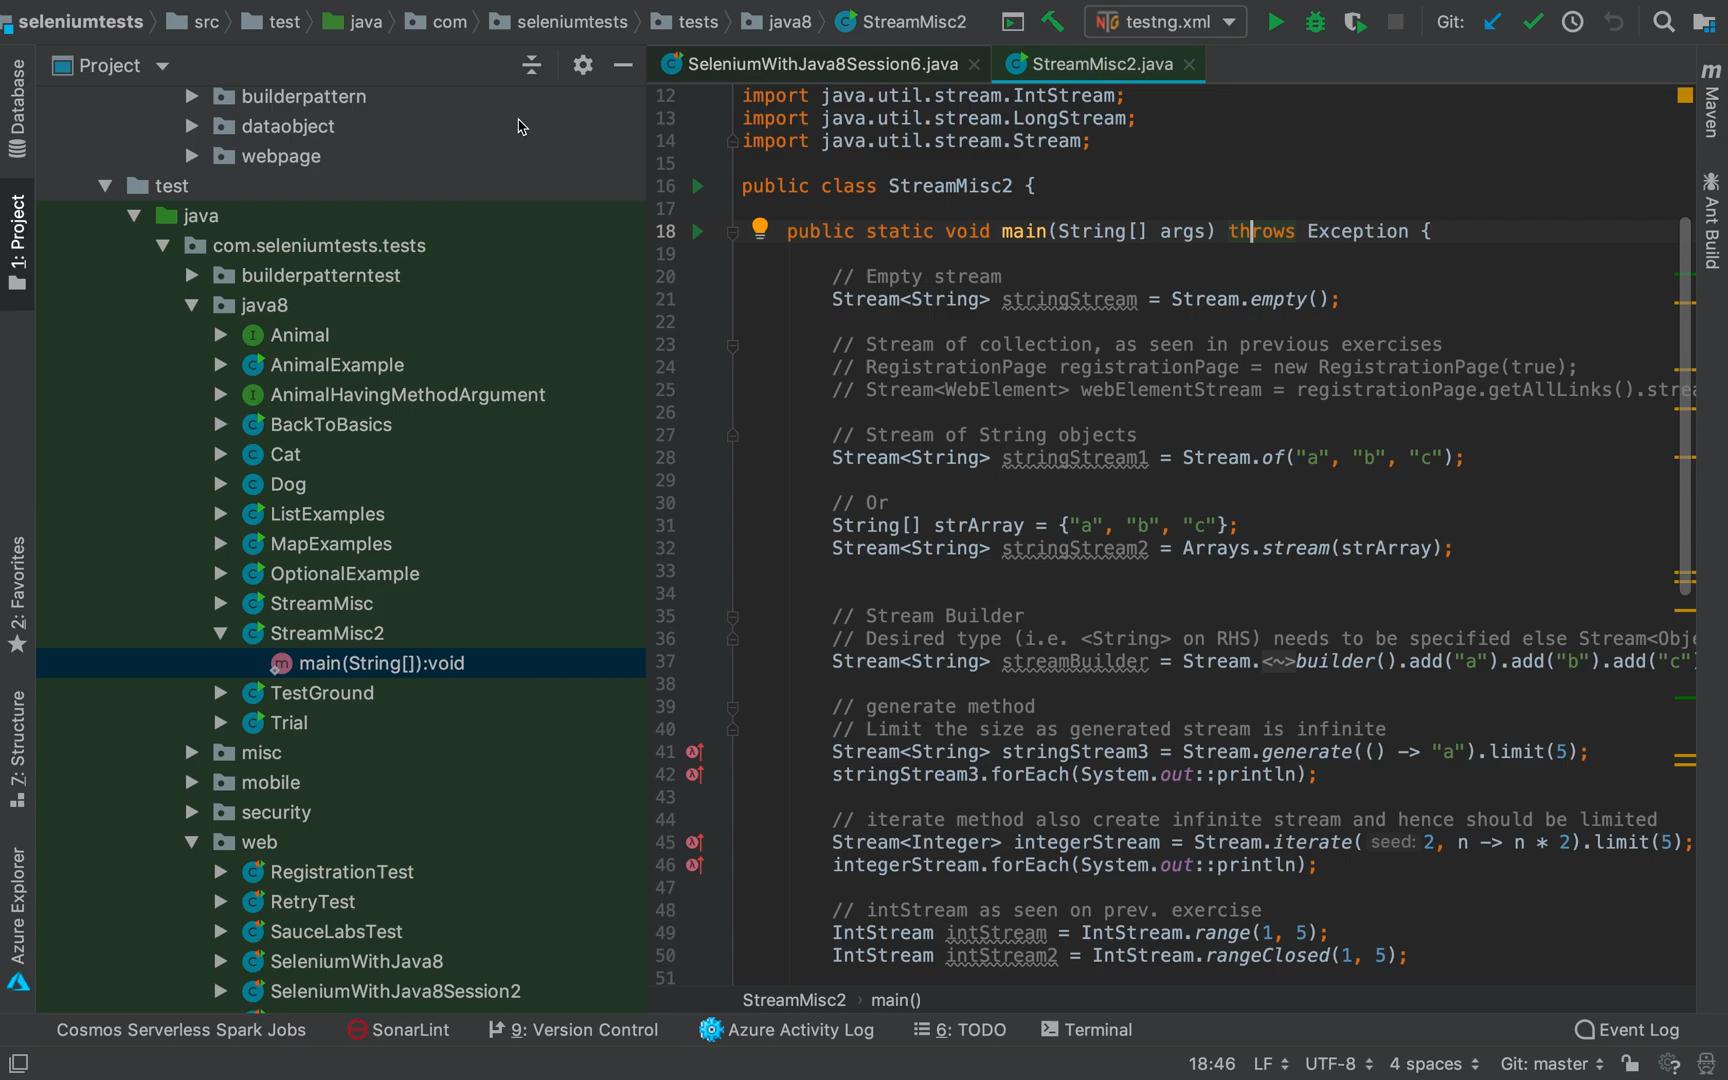 seleniumtests src test java com seleniumtests tests java8 StreamMisc2 testng.xml Git:
Project
SeleniumWithJava8Session6.java StreamMisc2.java
Database
1: Project
2: Favorites
7: Structure
Azure Explorer
builderpattern
dataobject
webpage
test
java
com.seleniumtests.tests
builderpatterntest
java8
Animal
AnimalExample
AnimalHavingMethodArgument
BackToBasics
Cat
Dog
ListExamples
MapExamples
OptionalExample
StreamMisc
StreamMisc2
main(String[]):void
TestGround
Trial
misc
mobile
security
web
RegistrationTest
RetryTest
SauceLabsTest
SeleniumWithJava8
SeleniumWithJava8Session2
12 import java.util.stream.IntStream;
13 import java.util.stream.LongStream;
14 import java.util.stream.Stream;
15
16 public class StreamMisc2 {
17
18 public static void main(String[] args) throws Exception {
19
20 // Empty stream
21 Stream<String> stringStream = Stream.empty();
22
23 // Stream of collection, as seen in previous exercises
24 // RegistrationPage registrationPage = new RegistrationPage(true);
25 // Stream<WebElement> webElementStream = registrationPage.getAllLinks().strea
26
27 // Stream of String objects
28 Stream<String> stringStream1 = Stream.of("a", "b", "c");
29
30 // Or
31 String[] strArray = {"a", "b", "c"};
32 Stream<String> stringStream2 = Arrays.stream(strArray);
33
34
35 // Stream Builder
36 // Desired type (i.e. <String> on RHS) needs to be specified else Stream<Obje
37 Stream<String> streamBuilder = Stream.<~>builder().add("a").add("b").add("c")
38
39 // generate method
40 // Limit the size as generated stream is infinite
41 Stream<String> stringStream3 = Stream.generate(() -> "a").limit(5);
42 stringStream3.forEach(System.out::println);
43
44 // iterate method also create infinite stream and hence should be limited
45 Stream<Integer> integerStream = Stream.iterate( seed: 2, n -> n * 2).limit(5);
46 integerStream.forEach(System.out::println);
47
48 // intStream as seen on prev. exercise
49 IntStream intStream = IntStream.range(1, 5);
50 IntStream intStream2 = IntStream.rangeClosed(1, 5);
51
StreamMisc2 › main()
m Maven
Ant Build
Cosmos Serverless Spark Jobs SonarLint 9: Version Control Azure Activity Log 6: TODO Terminal Event Log
18:46 LF UTF-8 4 spaces Git: master